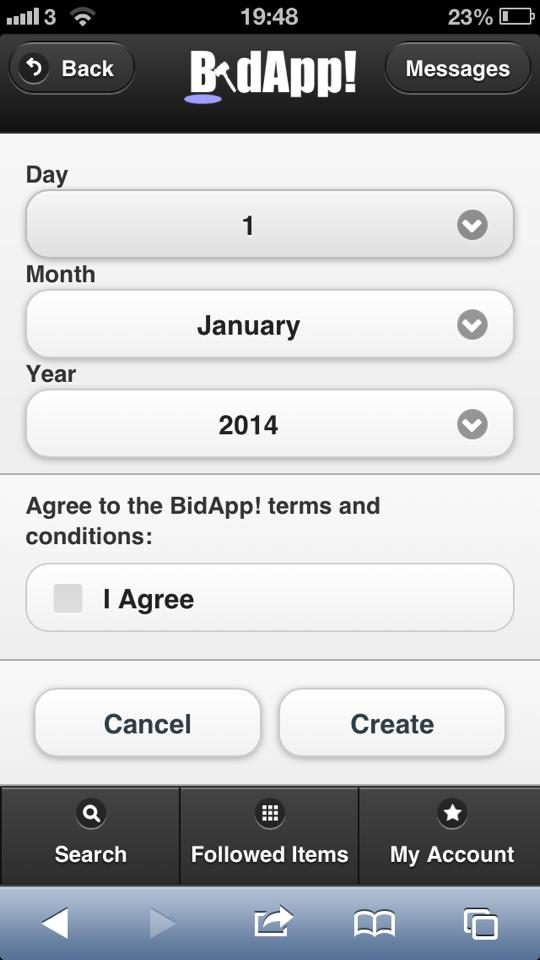 3 19:48 23%
Back
BidApp!
Messages
Day
1
Month
January
Year
2014
Agree to the BidApp! terms and
conditions:
I Agree
Cancel
Create
Search
Followed Items
My Account